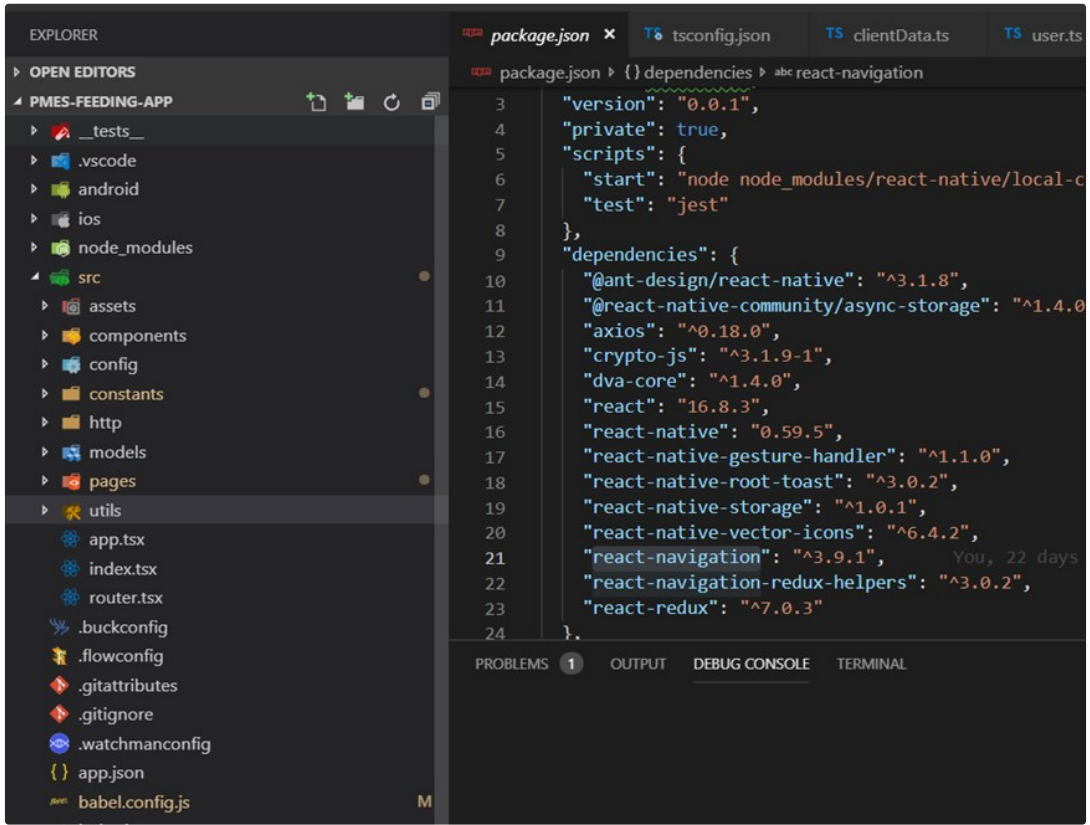 EXPLORER
OPEN EDITORS
PMES-FEEDING-APP
__tests__
.vscode
android
ios
node_modules
src
assets
components
config
constants
http
models
pages
utils
app.tsx
index.tsx
router.tsx
.buckconfig
.flowconfig
.gitattributes
.gitignore
.watchmanconfig
{ } app.json
babel.config.js M
package.json × TS tsconfig.json TS clientData.ts TS user.ts
package.json {} dependencies abc react-navigation
3 "version": "0.0.1",
4 "private": true,
5 "scripts": {
6 "start": "node node_modules/react-native/local-c
7 "test": "jest"
8 },
9 "dependencies": {
10 "@ant-design/react-native": "^3.1.8",
11 "@react-native-community/async-storage": "^1.4.0
12 "axios": "^0.18.0",
13 "crypto-js": "^3.1.9-1",
14 "dva-core": "^1.4.0",
15 "react": "16.8.3",
16 "react-native": "0.59.5",
17 "react-native-gesture-handler": "^1.1.0",
18 "react-native-root-toast": "^3.0.2",
19 "react-native-storage": "^1.0.1",
20 "react-native-vector-icons": "^6.4.2",
21 "react-navigation": "^3.9.1", You, 22 days
22 "react-navigation-redux-helpers": "^3.0.2",
23 "react-redux": "^7.0.3"
24 },
PROBLEMS 1 OUTPUT DEBUG CONSOLE TERMINAL